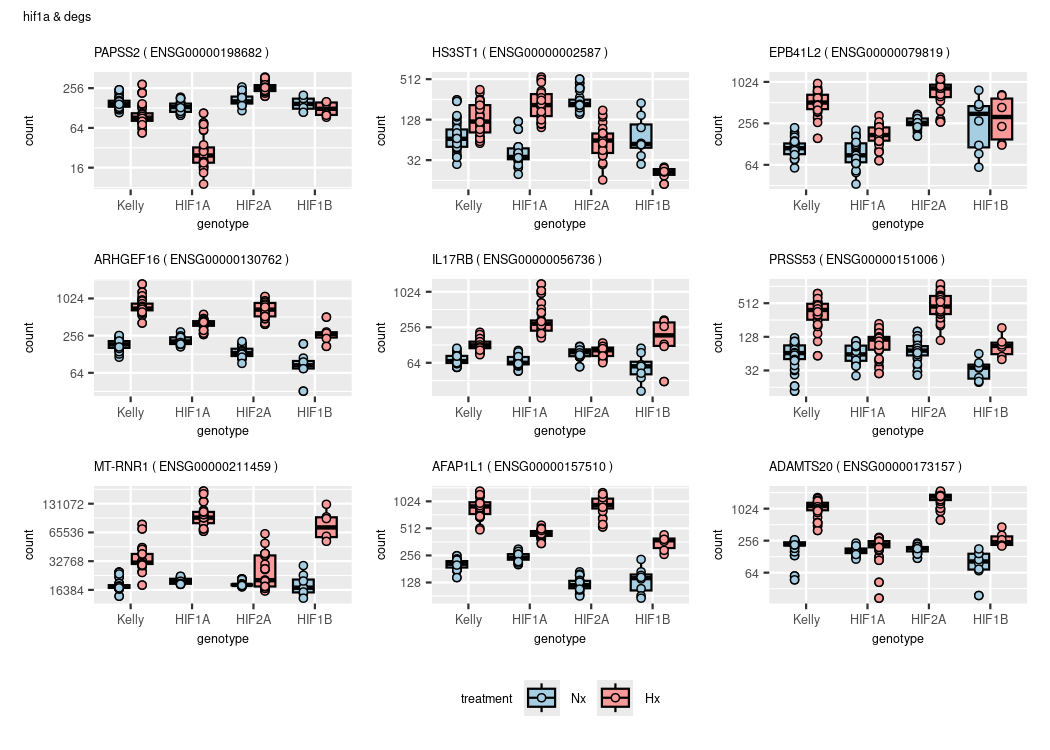 hif1a & degs
PAPSS2 ( ENSG00000198682 )
HS3ST1 ( ENSG00000002587 )
EPB41L2 ( ENSG00000079819 )
count
256
64
16
Kelly HIF1A HIF2A HIF1B
genotype
count
512
128
32
Kelly HIF1A HIF2A HIF1B
genotype
count
1024
256
64
Kelly HIF1A HIF2A HIF1B
genotype
ARHGEF16 ( ENSG00000130762 )
IL17RB ( ENSG00000056736 )
PRSS53 ( ENSG00000151006 )
count
1024
256
64
Kelly HIF1A HIF2A HIF1B
genotype
count
1024
256
64
Kelly HIF1A HIF2A HIF1B
genotype
count
512
128
32
Kelly HIF1A HIF2A HIF1B
genotype
MT-RNR1 ( ENSG00000211459 )
AFAP1L1 ( ENSG00000157510 )
ADAMTS20 ( ENSG00000173157 )
count
131072
65536
32768
16384
Kelly HIF1A HIF2A HIF1B
genotype
count
1024
512
256
128
Kelly HIF1A HIF2A HIF1B
genotype
count
1024
256
64
Kelly HIF1A HIF2A HIF1B
genotype
treatment Nx Hx